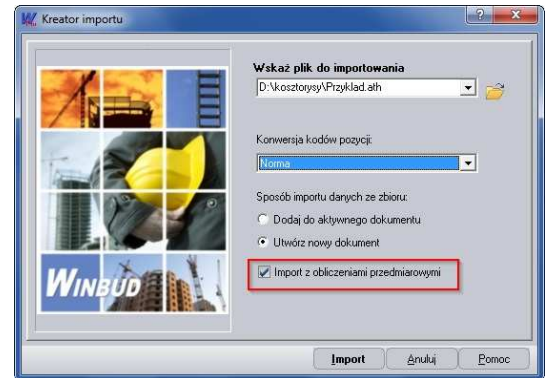 Kreator importu
WINBUD
Wskaż plik do importowania
D:\kosztorysy\Przyklad.ath
Konwersja kodów pozycji:
Norma
Sposób importu danych ze zbioru:
Dodaj do aktywnego dokumentu
Utwórz nowy dokument
Import z obliczeniami przedmiarowymi
Import Anuluj Pomoc